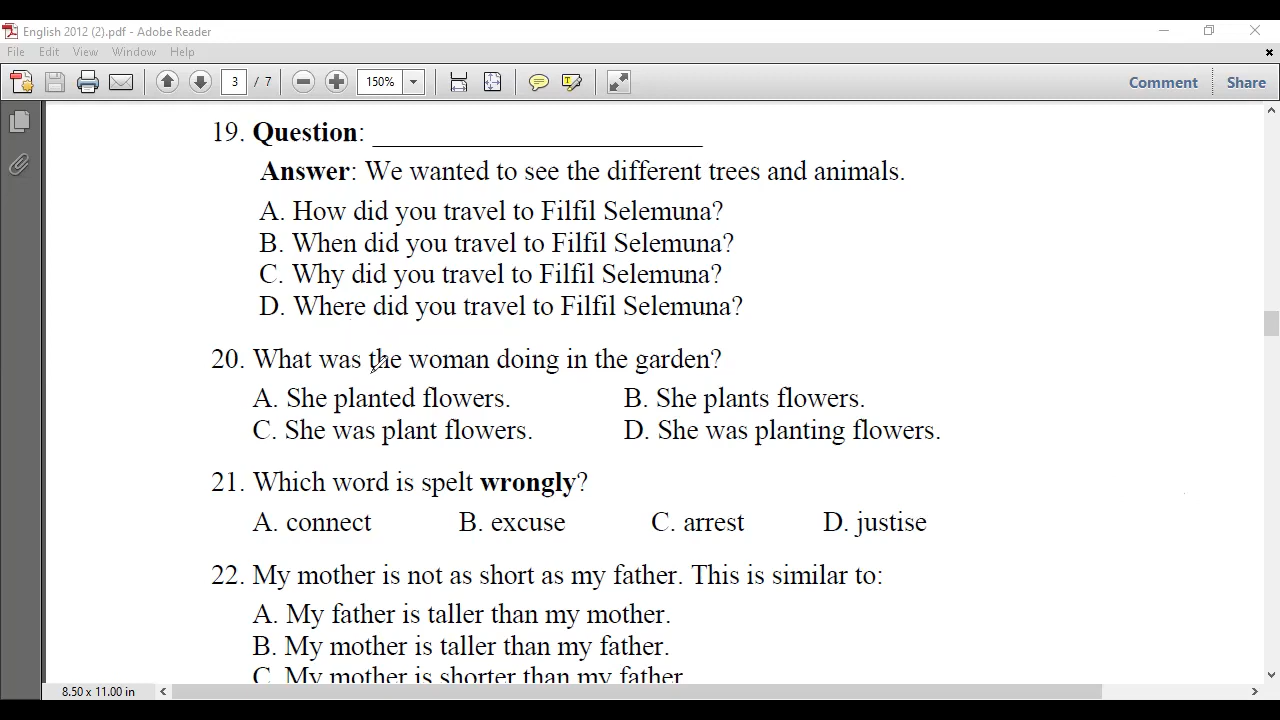 English 2012 (2).pdf - Adobe Reader
File Edit View Window Help
3 / 7 150% Comment Share
19. Question: ________________________
Answer: We wanted to see the different trees and animals.
A. How did you travel to Filfil Selemuna?
B. When did you travel to Filfil Selemuna?
C. Why did you travel to Filfil Selemuna?
D. Where did you travel to Filfil Selemuna?
20. What was the woman doing in the garden?
A. She planted flowers. B. She plants flowers.
C. She was plant flowers. D. She was planting flowers.
21. Which word is spelt wrongly?
A. connect B. excuse C. arrest D. justise
22. My mother is not as short as my father. This is similar to:
A. My father is taller than my mother.
B. My mother is taller than my father.
C. My mother is shorter than my father
8.50 x 11.00 in